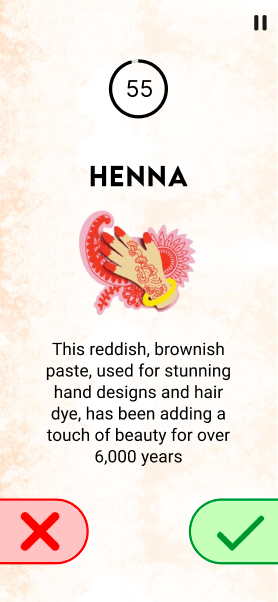 55
HENNA
This reddish, brownish
paste, used for stunning
hand designs and hair
dye, has been adding a
touch of beauty for over
6,000 years